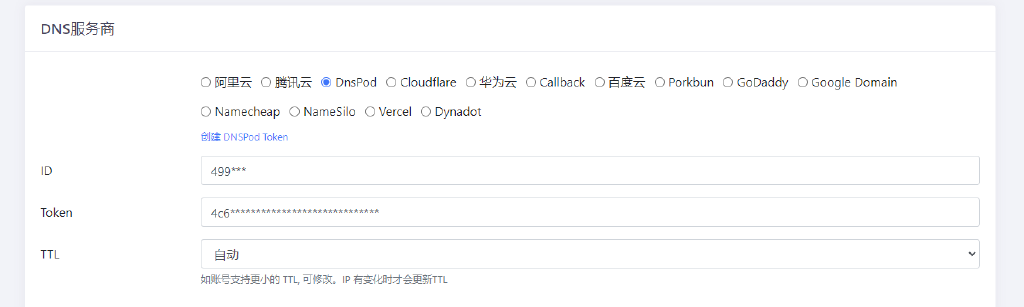 DNS服务商
阿里云 腾讯云 DnsPod Cloudflare 华为云 Callback 百度云 Porkbun GoDaddy Google Domain
Namecheap NameSilo Vercel Dynadot
创建 DNSPod Token
ID 499***
Token 4c6*****************************
TTL 自动
如账号支持更小的 TTL, 可修改。IP 有变化时才会更新TTL